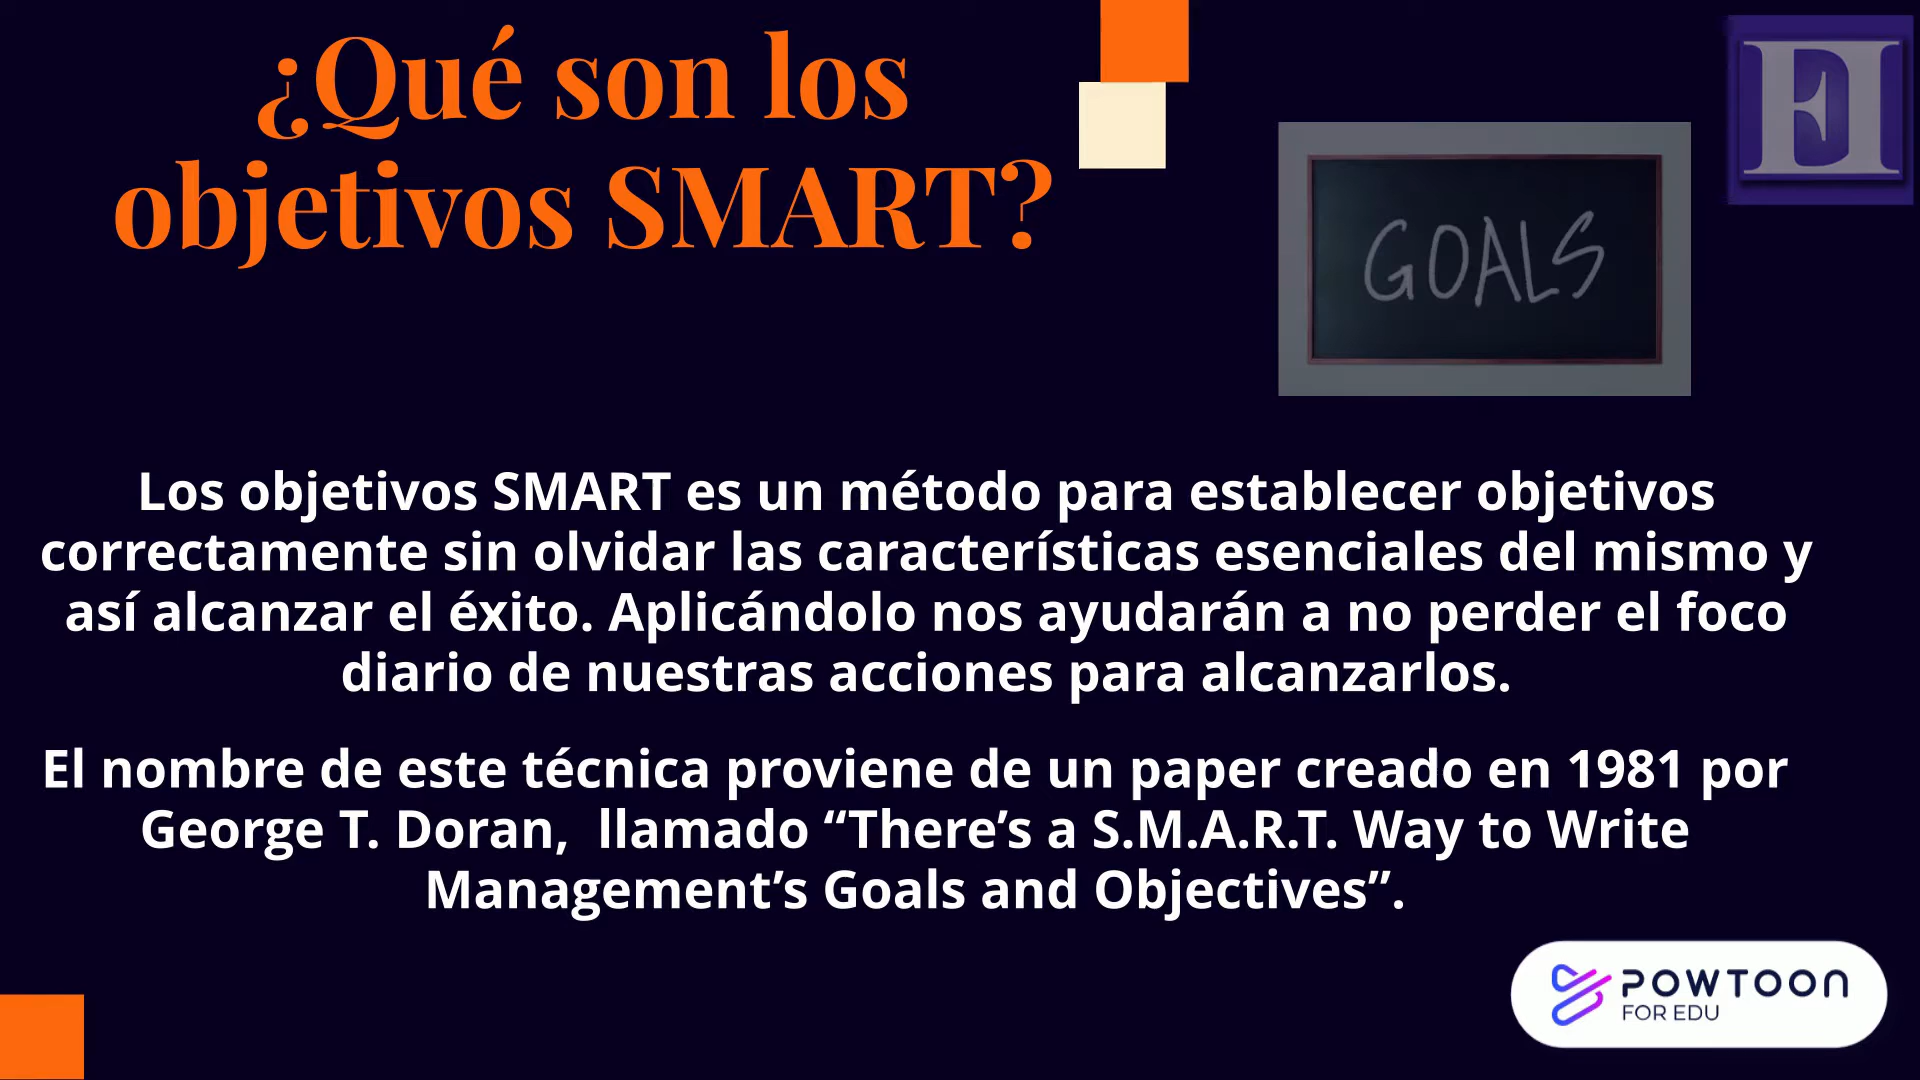 ¿Qué son los
objetivos SMART?
GOALS
Los objetivos SMART es un método para establecer objetivos
correctamente sin olvidar las características esenciales del mismo y
así alcanzar el éxito. Aplicándolo nos ayudarán a no perder el foco
diario de nuestras acciones para alcanzarlos.
El nombre de este técnica proviene de un paper creado en 1981 por
George T. Doran,  llamado “There’s a S.M.A.R.T. Way to Write
Management’s Goals and Objectives”.
POWTOON
FOR EDU